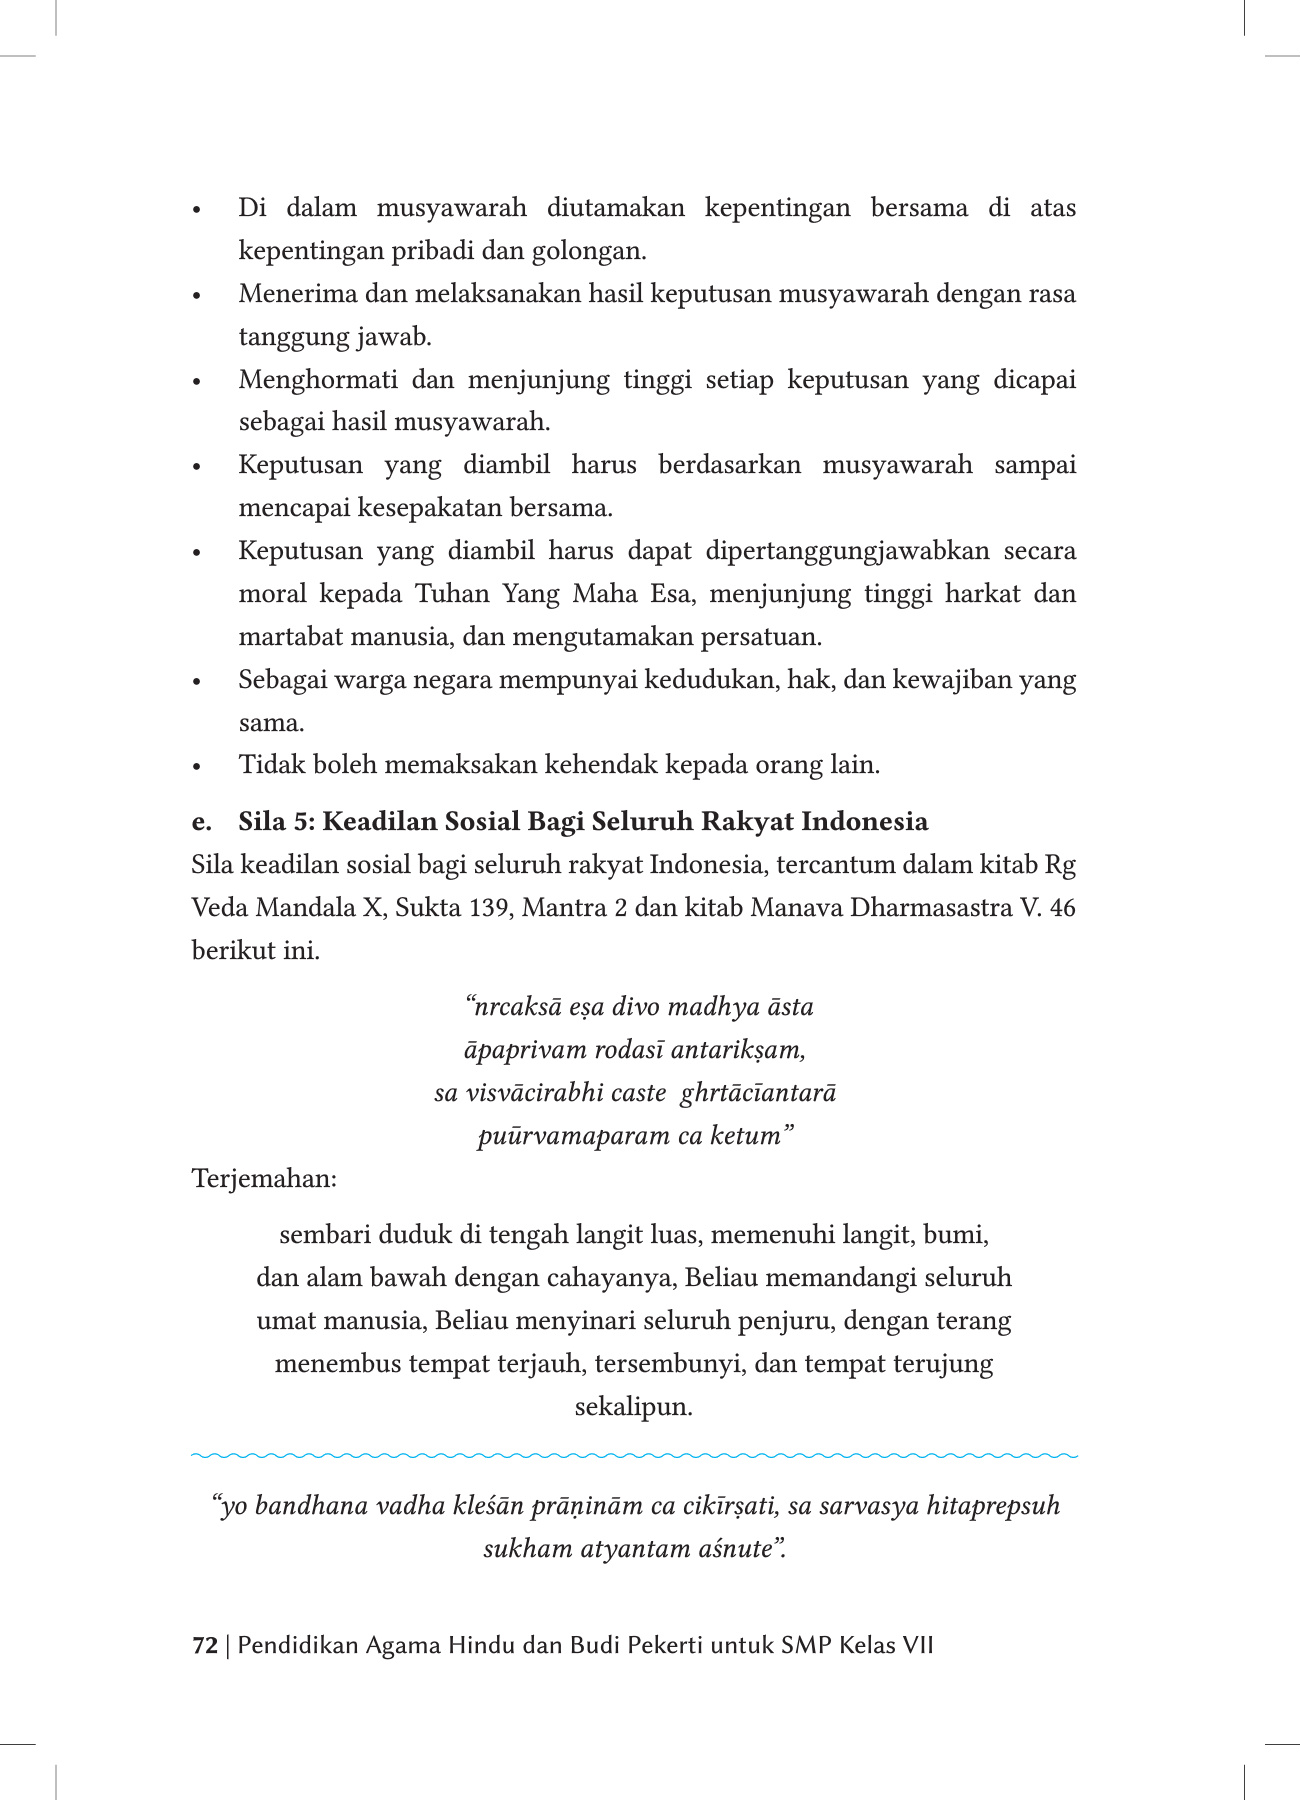 • Di dalam musyawarah diutamakan kepentingan bersama di atas
kepentingan pribadi dan golongan.
• Menerima dan melaksanakan hasil keputusan musyawarah dengan rasa
tanggung jawab.
• Menghormati dan menjunjung tinggi setiap keputusan yang dicapai
sebagai hasil musyawarah.
• Keputusan yang diambil harus berdasarkan musyawarah sampai
mencapai kesepakatan bersama.
• Keputusan yang diambil harus dapat dipertanggungjawabkan secara
moral kepada Tuhan Yang Maha Esa, menjunjung tinggi harkat dan
martabat manusia, dan mengutamakan persatuan.
• Sebagai warga negara mempunyai kedudukan, hak, dan kewajiban yang
sama.
• Tidak boleh memaksakan kehendak kepada orang lain.
e. Sila 5: Keadilan Sosial Bagi Seluruh Rakyat Indonesia
Sila keadilan sosial bagi seluruh rakyat Indonesia, tercantum dalam kitab Rg
Veda Mandala X, Sukta 139, Mantra 2 dan kitab Manava Dharmasastra V. 46
berikut ini.
“nrcaksā eṣa divo madhya āsta
āpaprivam rodasī antarikṣam,
sa visvācirabhi caste ghrtācīantarā
puūrvamaparam ca ketum”
Terjemahan:
sembari duduk di tengah langit luas, memenuhi langit, bumi,
dan alam bawah dengan cahayanya, Beliau memandangi seluruh
umat manusia, Beliau menyinari seluruh penjuru, dengan terang
menembus tempat terjauh, tersembunyi, dan tempat terujung
sekalipun.
“yo bandhana vadha kleśān prāṇinām ca cikīrṣati, sa sarvasya hitaprepsuh
sukham atyantam aśnute”.
72 | Pendidikan Agama Hindu dan Budi Pekerti untuk SMP Kelas VII